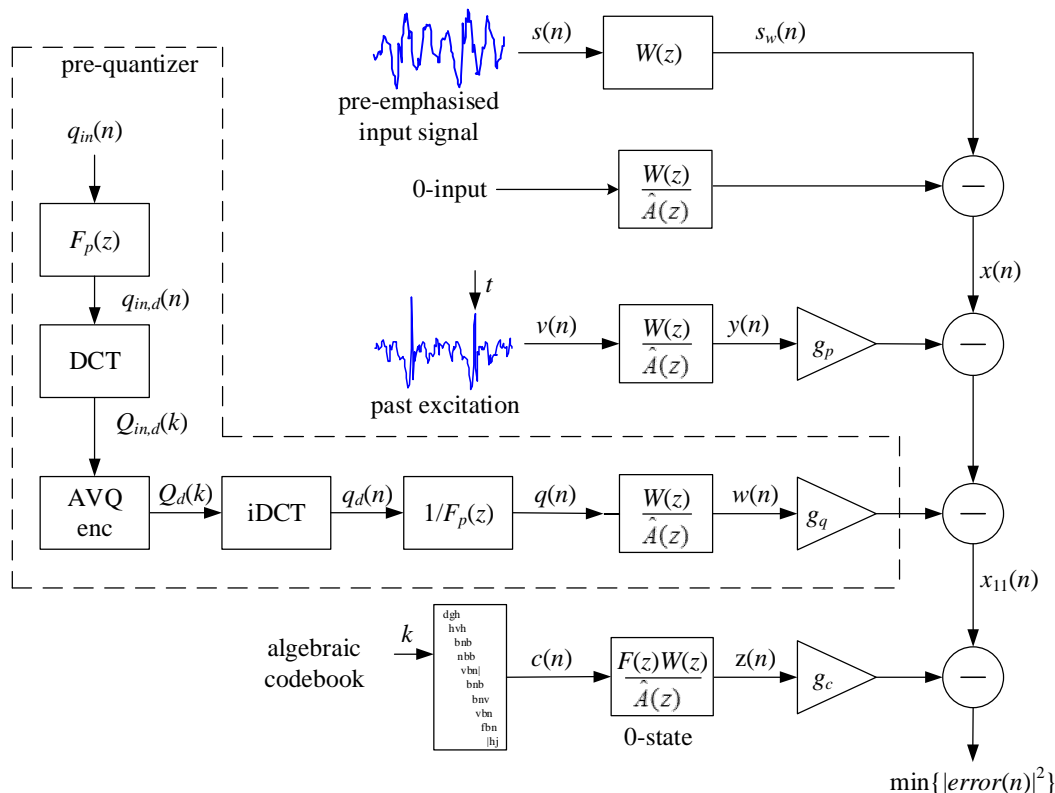 s(n)
W(z)
s_w(n)
pre-emphasised
input signal
pre-quantizer
q_in(n)
F_p(z)
q_in,d(n)
DCT
Q_in,d(k)
AVQ
enc
Q_d(k)
iDCT
q_d(n)
1/F_p(z)
q(n)
W(z)
Â(z)
w(n)
g_q
0-input
W(z)
Â(z)
x(n)
t
v(n)
W(z)
Â(z)
y(n)
g_p
past excitation
x_11(n)
algebraic
codebook
k
dgh
hvh
bnb
nbb
vbn|
bnb
bnv
vbn
fbn
|hj
c(n)
F(z)W(z)
Â(z)
0-state
z(n)
g_c
min{|error(n)|²}